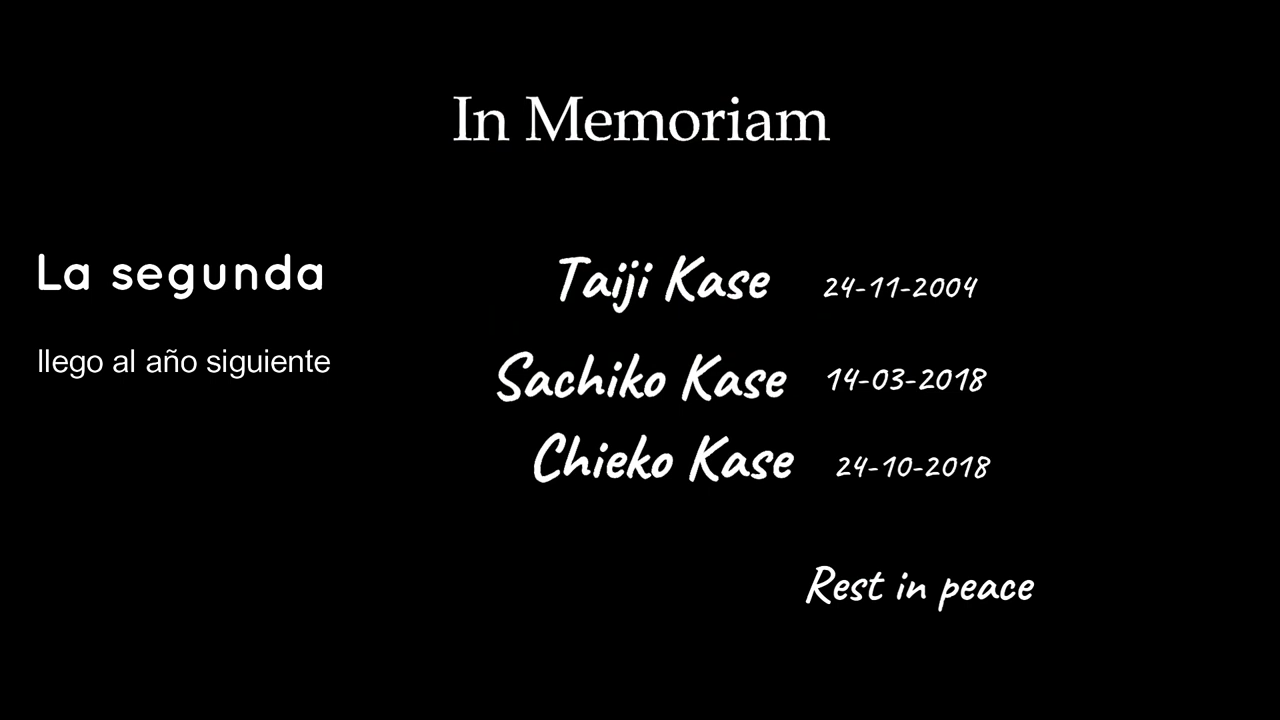 In Memoriam
La segunda
llego al año siguiente
Taiji Kase 24-11-2004
Sachiko Kase 14-03-2018
Chieko Kase 24-10-2018
Rest in peace